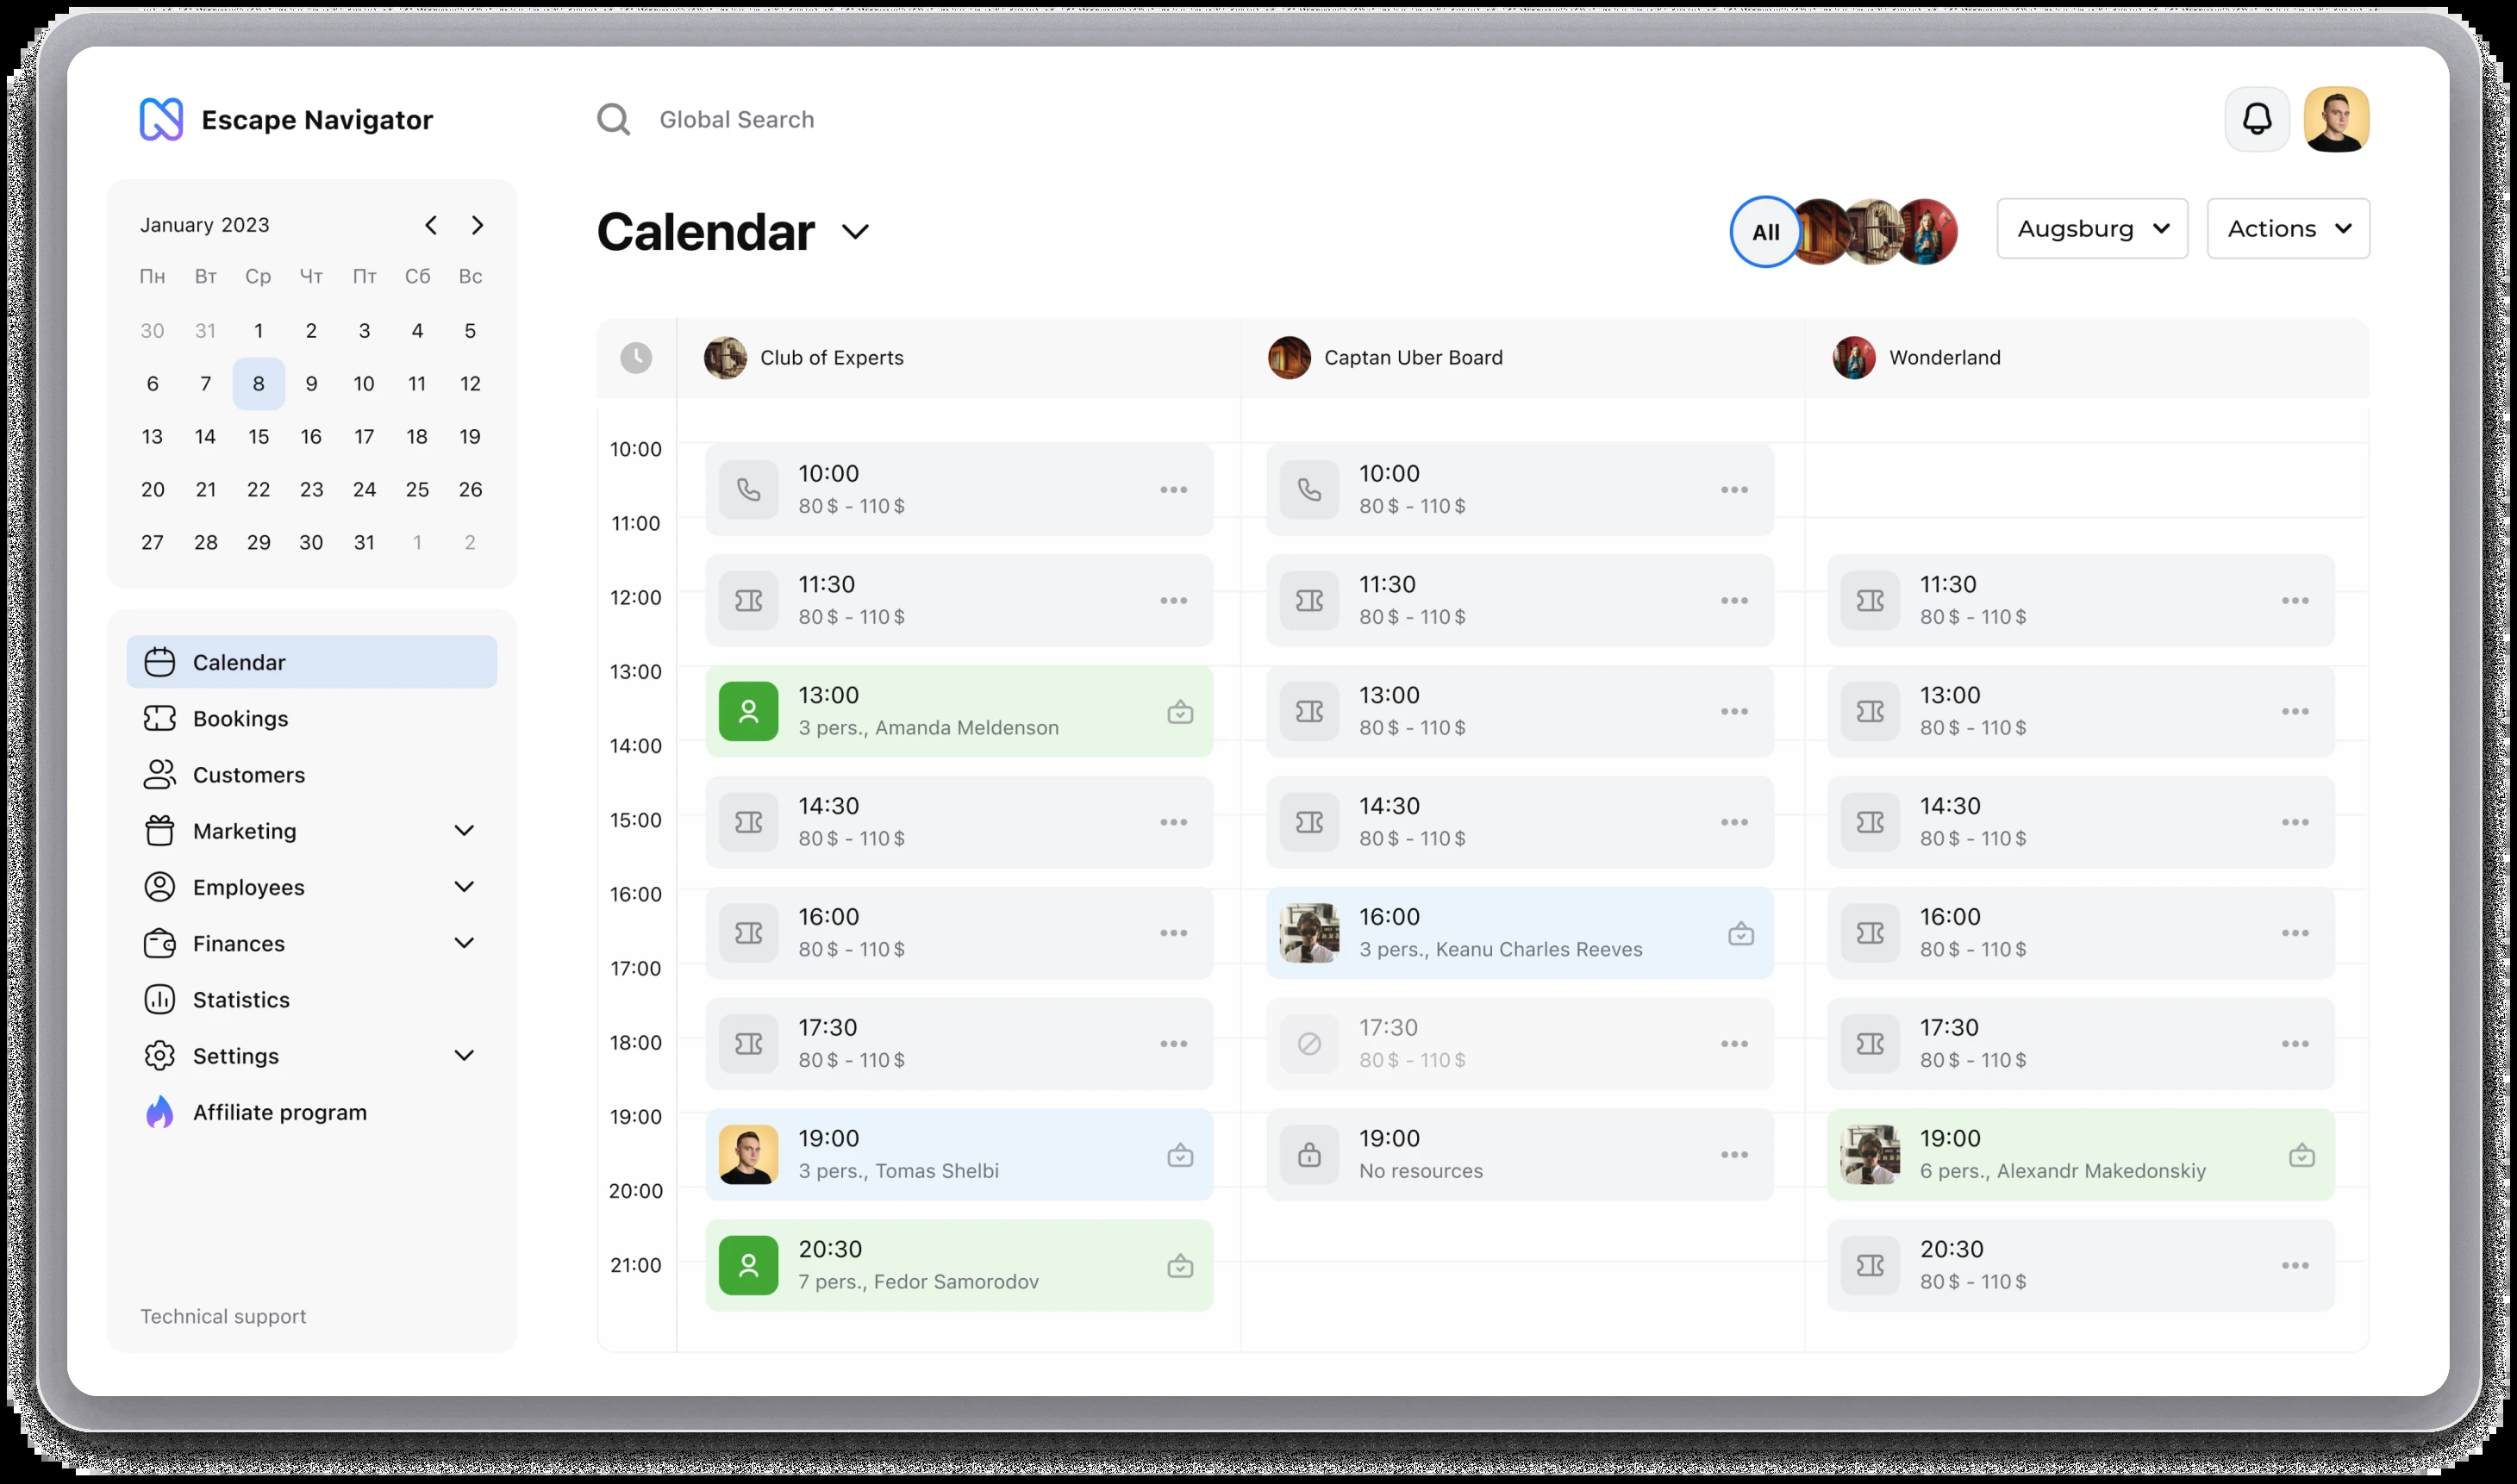 Escape Navigator
Global Search
January 2023
Пн Вт Ср Чт Пт Сб Вс
30 31 1 2 3 4 5
6 7 8 9 10 11 12
13 14 15 16 17 18 19
20 21 22 23 24 25 26
27 28 29 30 31 1 2
Calendar
Bookings
Customers
Marketing
Employees
Finances
Statistics
Settings
Affiliate program
Technical support
Calendar
All
Augsburg
Actions
Club of Experts
Captan Uber Board
Wonderland
10:00
11:00
12:00
13:00
14:00
15:00
16:00
17:00
18:00
19:00
20:00
21:00
10:00
80 $ - 110 $
11:30
80 $ - 110 $
13:00
3 pers., Amanda Meldenson
14:30
80 $ - 110 $
16:00
80 $ - 110 $
17:30
80 $ - 110 $
19:00
3 pers., Tomas Shelbi
20:30
7 pers., Fedor Samorodov
10:00
80 $ - 110 $
11:30
80 $ - 110 $
13:00
80 $ - 110 $
14:30
80 $ - 110 $
16:00
3 pers., Keanu Charles Reeves
17:30
80 $ - 110 $
19:00
No resources
11:30
80 $ - 110 $
13:00
80 $ - 110 $
14:30
80 $ - 110 $
16:00
80 $ - 110 $
17:30
80 $ - 110 $
19:00
6 pers., Alexandr Makedonskiy
20:30
80 $ - 110 $